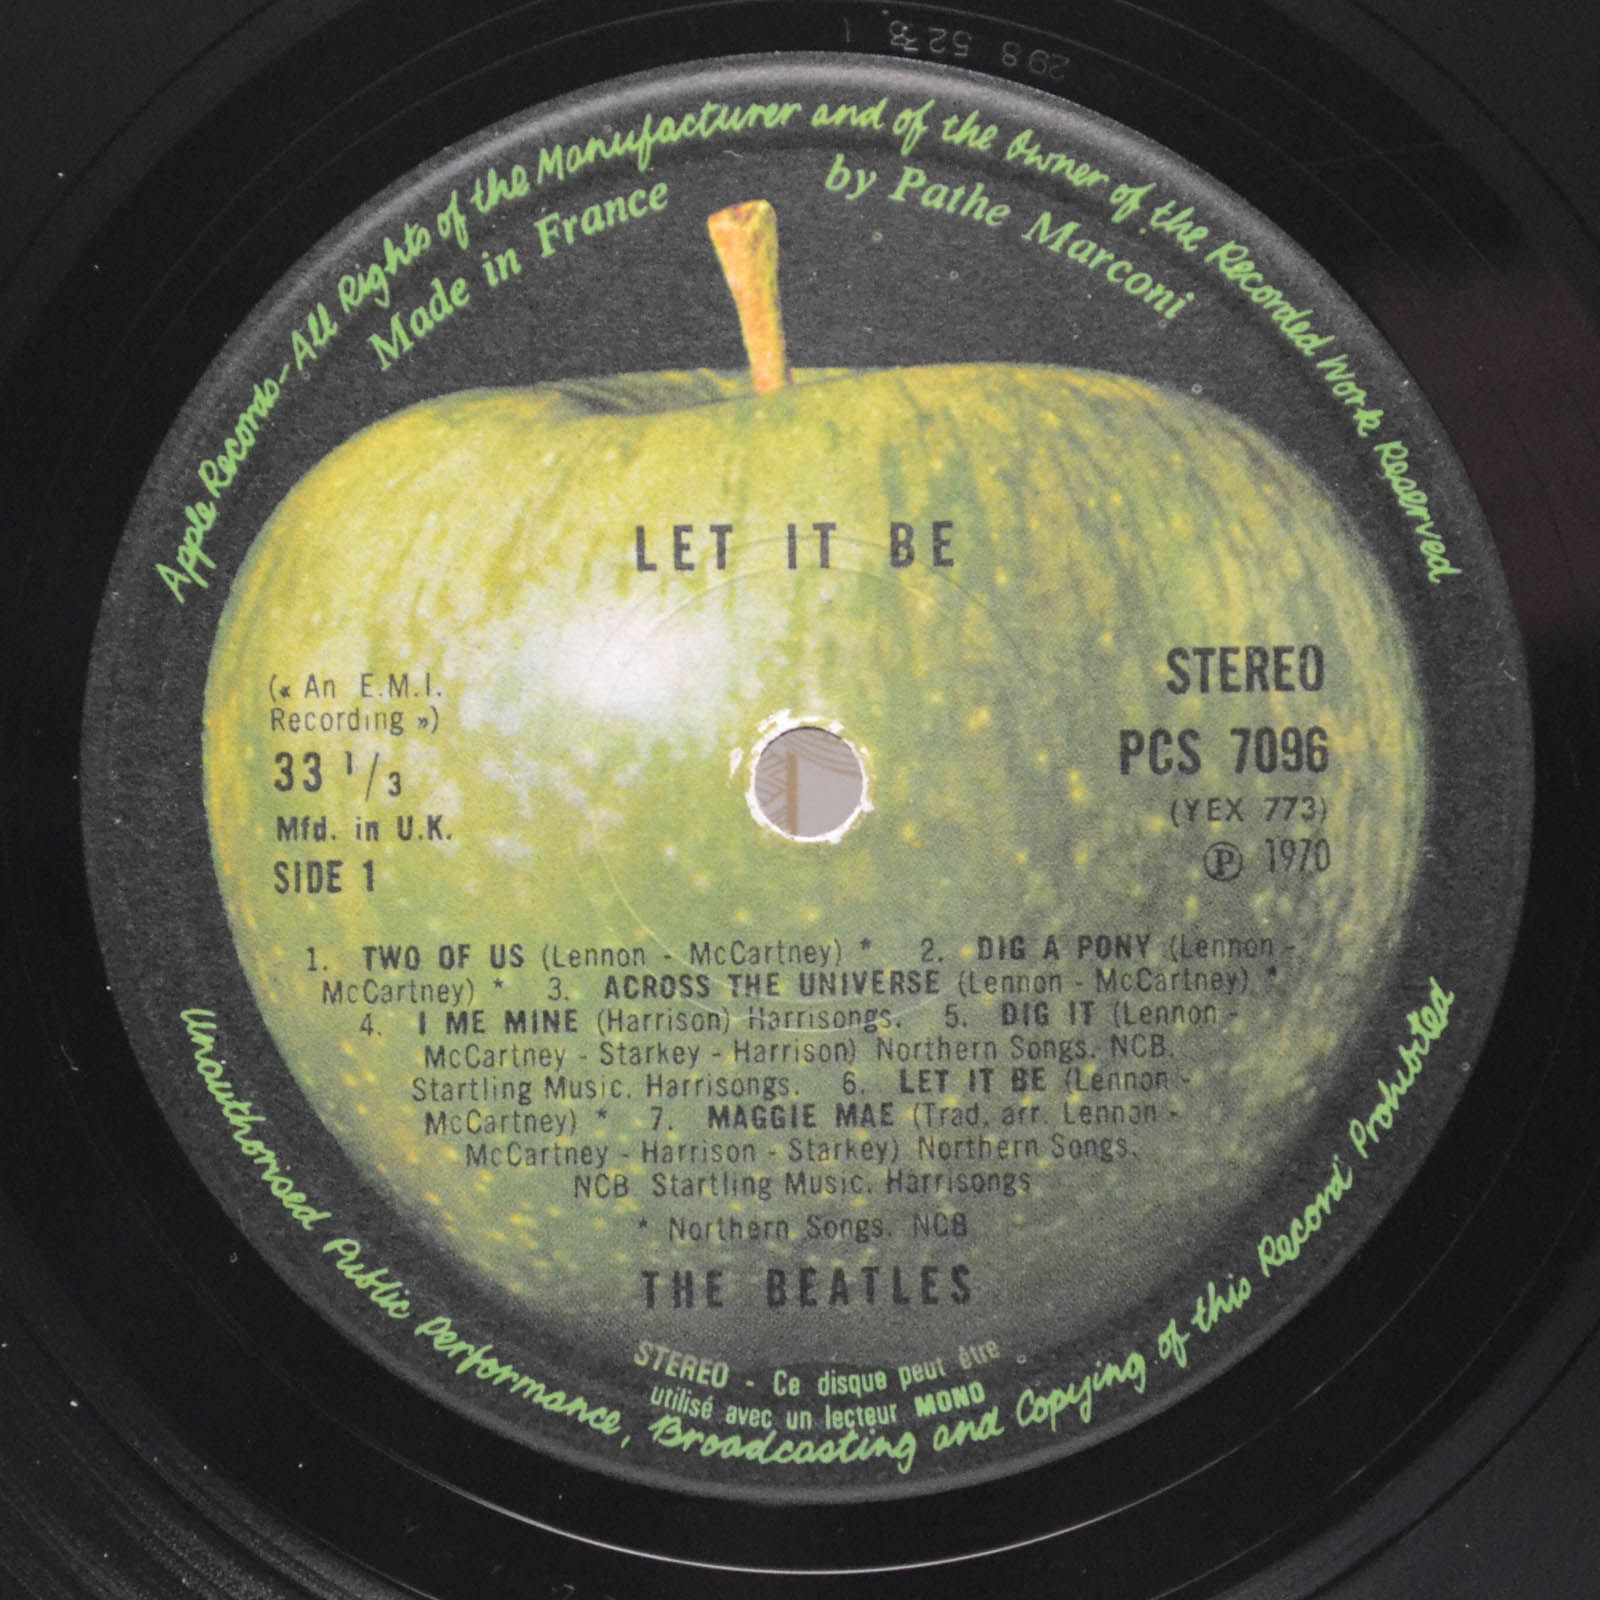 Apple Records-All Rights of the Manufacturer and of the Owner of the Recorded Work Reserved
Made in France by Pathe Marconi
LET IT BE
(« An E.M.I.
Recording »)
33 1/3
Mfd. in U.K.
SIDE 1
STEREO
PCS 7096
(YEX 773)
Ⓟ 1970
1. TWO OF US (Lennon - McCartney) * 2. DIG A PONY (Lennon -
McCartney) * 3. ACROSS THE UNIVERSE (Lennon - McCartney) *
4. I ME MINE (Harrison) Harrisongs. 5. DIG IT (Lennon -
McCartney - Starkey - Harrison) Northern Songs. NCB.
Startling Music. Harrisongs. 6. LET IT BE (Lennon -
McCartney) * 7. MAGGIE MAE (Trad. arr. Lennon -
McCartney - Harrison - Starkey) Northern Songs.
NCB. Startling Music. Harrisongs
* Northern Songs. NCB
THE BEATLES
STEREO - Ce disque peut être
utilisé avec un lecteur MONO
Unauthorised Public Performance, Broadcasting and Copying of this Record Prohibited